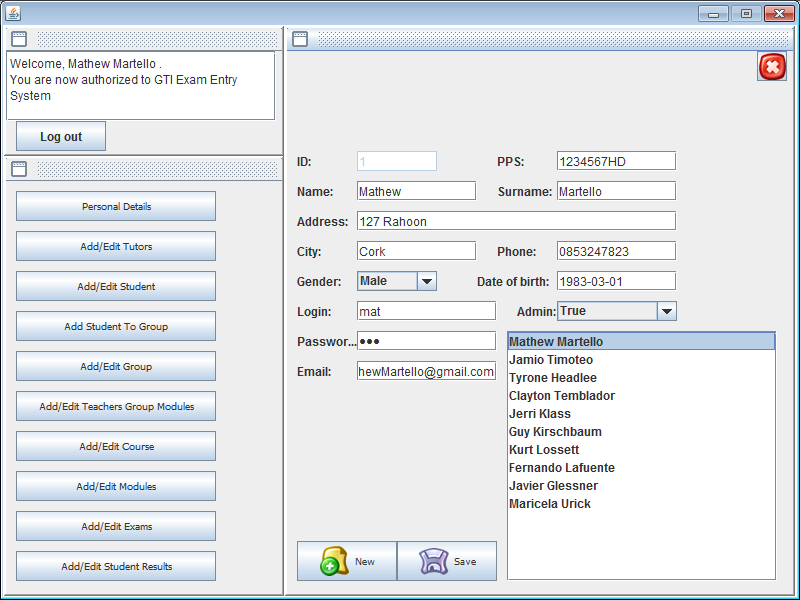 Welcome, Mathew Martello .
You are now authorized to GTI Exam Entry
System
Log out
Personal Details
Add/Edit Tutors
Add/Edit Student
Add Student To Group
Add/Edit Group
Add/Edit Teachers Group Modules
Add/Edit Course
Add/Edit Modules
Add/Edit Exams
Add/Edit Student Results
ID: 1 PPS: 1234567HD
Name: Mathew Surname: Martello
Address: 127 Rahoon
City: Cork Phone: 0853247823
Gender: Male Date of birth: 1983-03-01
Login: mat Admin: True
Passwor... ●●●
Email: hewMartello@gmail.com
Mathew Martello
Jamio Timoteo
Tyrone Headlee
Clayton Temblador
Jerri Klass
Guy Kirschbaum
Kurt Lossett
Fernando Lafuente
Javier Glessner
Maricela Urick
New Save